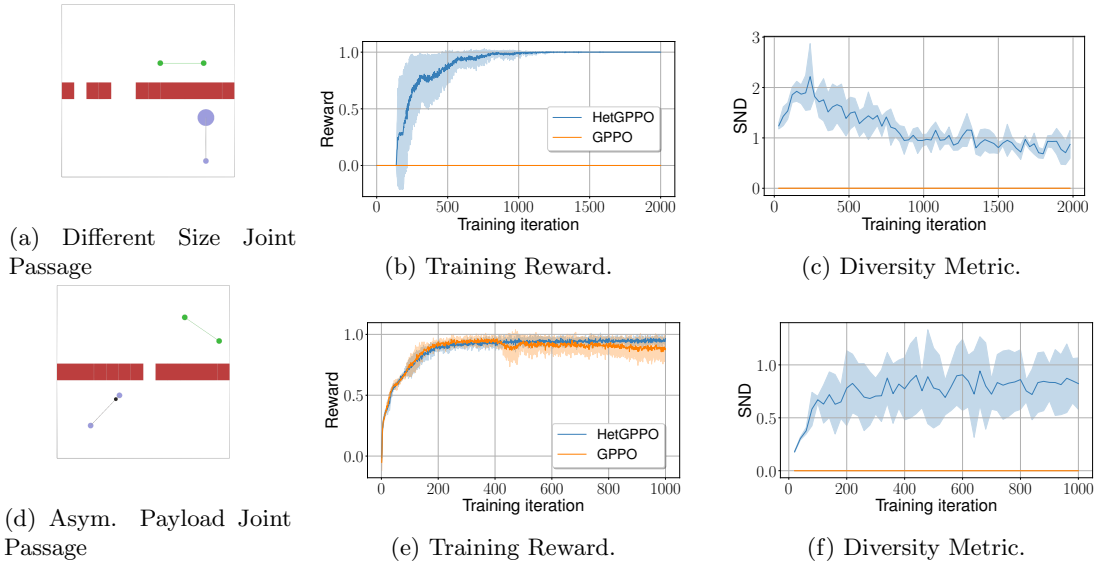 1.0
0.5
0.0
Reward
HetGPPO
GPPO
0 500 1000 1500 2000
Training iteration
3
2
1
0
SND
0 500 1000 1500 2000
Training iteration
(a) Different Size Joint
Passage
(b) Training Reward.
(c) Diversity Metric.
1.0
0.5
0.0
Reward
HetGPPO
GPPO
0 200 400 600 800 1000
Training iteration
1.0
0.5
0.0
SND
0 200 400 600 800 1000
Training iteration
(d) Asym. Payload Joint
Passage
(e) Training Reward.
(f) Diversity Metric.